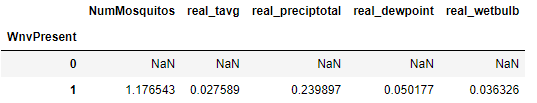 NumMosquitos real_tavg real_preciptotal real_dewpoint real_wetbulb
WnvPresent
0 NaN NaN NaN NaN NaN
1 1.176543 0.027589 0.239897 0.050177 0.036326